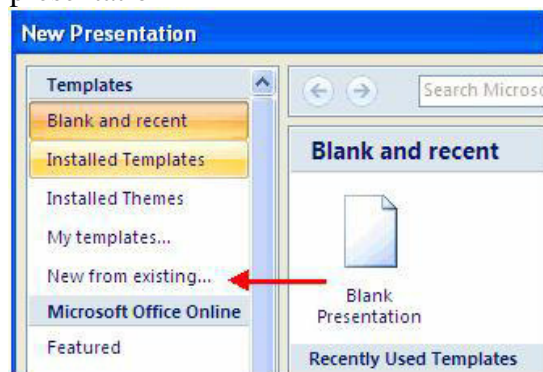 New Presentation
Templates
Blank and recent
Installed Templates
Installed Themes
My templates...
New from existing...
Microsoft Office Online
Featured
Search Microso
Blank and recent
Blank
Presentation
Recently Used Templates